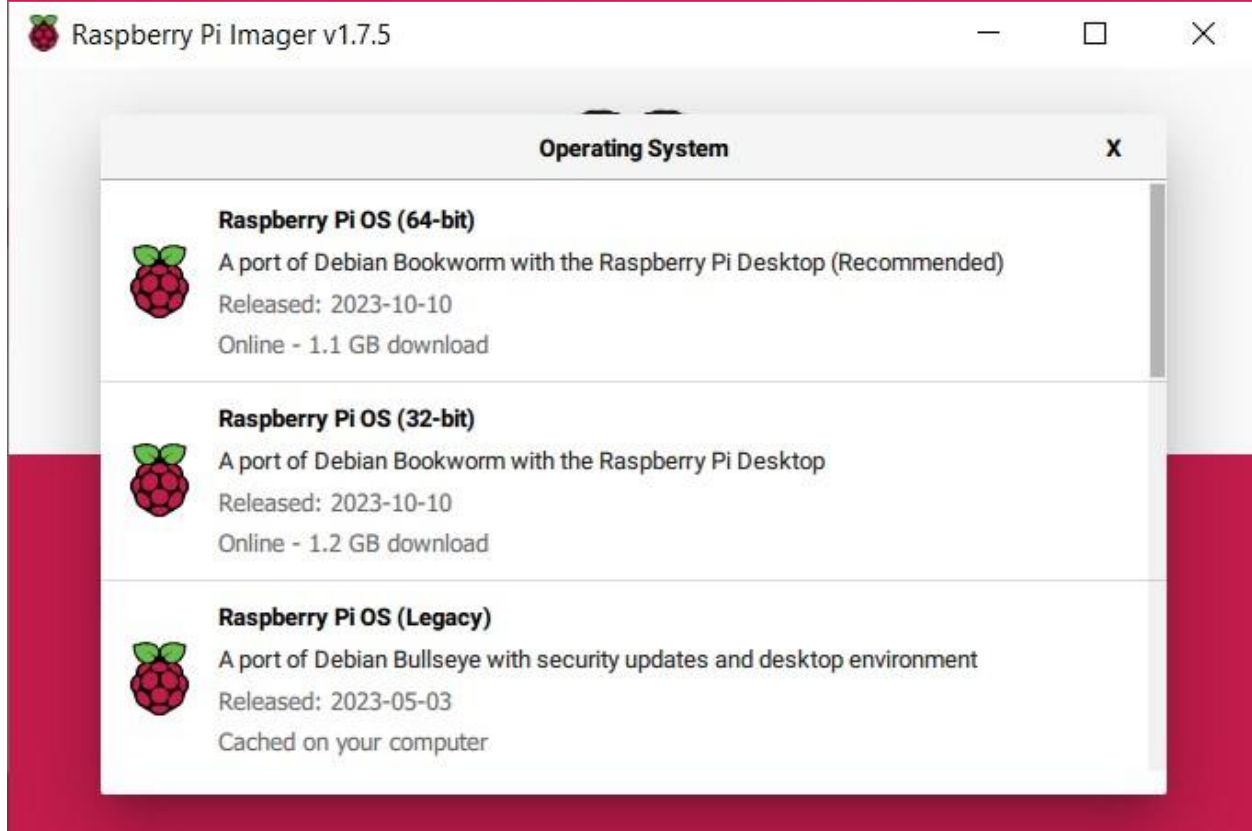 Raspberry Pi Imager v1.7.5
Operating System
X
Raspberry Pi OS (64-bit)
A port of Debian Bookworm with the Raspberry Pi Desktop (Recommended)
Released: 2023-10-10
Online - 1.1 GB download
Raspberry Pi OS (32-bit)
A port of Debian Bookworm with the Raspberry Pi Desktop
Released: 2023-10-10
Online - 1.2 GB download
Raspberry Pi OS (Legacy)
A port of Debian Bullseye with security updates and desktop environment
Released: 2023-05-03
Cached on your computer